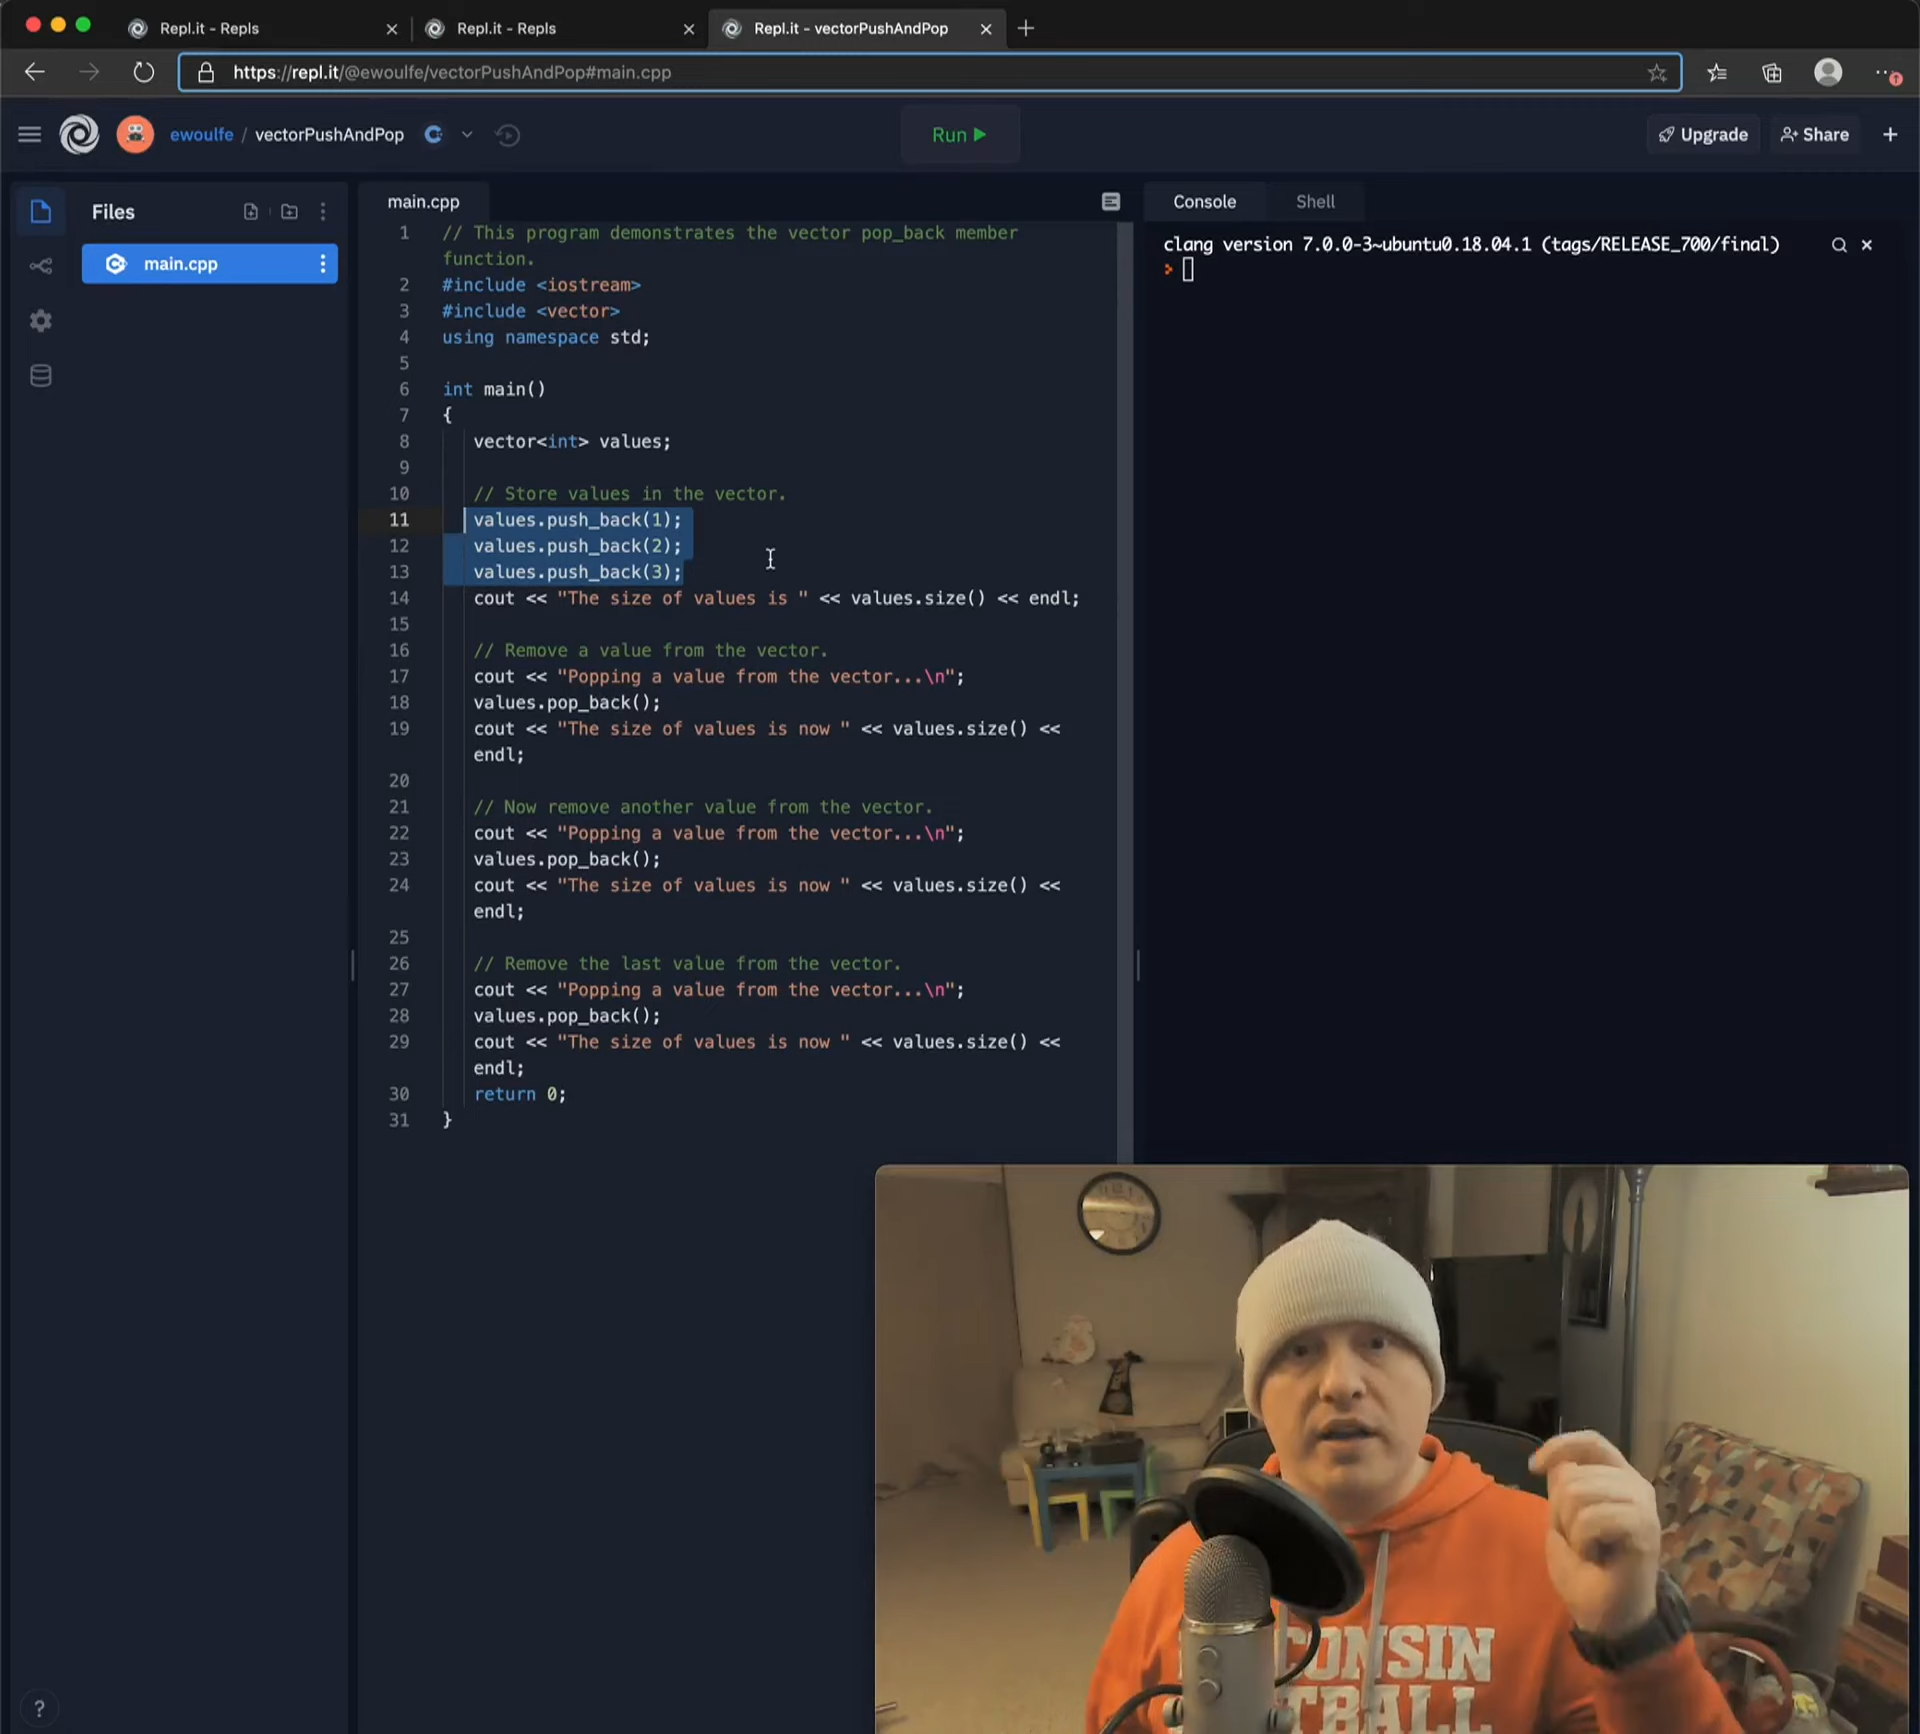 Repl.it - Repls
Repl.it - Repls
Repl.it - vectorPushAndPop
https://repl.it/@ewoulfe/vectorPushAndPop#main.cpp
ewoulfe / vectorPushAndPop
Run
Upgrade
Share
Files
main.cpp
main.cpp
1 // This program demonstrates the vector pop_back member
function.
2 #include <iostream>
3 #include <vector>
4 using namespace std;
5
6 int main()
7 {
8 vector<int> values;
9
10 // Store values in the vector.
11 values.push_back(1);
12 values.push_back(2);
13 values.push_back(3);
14 cout << "The size of values is " << values.size() << endl;
15
16 // Remove a value from the vector.
17 cout << "Popping a value from the vector...\n";
18 values.pop_back();
19 cout << "The size of values is now " << values.size() <<
endl;
20
21 // Now remove another value from the vector.
22 cout << "Popping a value from the vector...\n";
23 values.pop_back();
24 cout << "The size of values is now " << values.size() <<
endl;
25
26 // Remove the last value from the vector.
27 cout << "Popping a value from the vector...\n";
28 values.pop_back();
29 cout << "The size of values is now " << values.size() <<
endl;
30 return 0;
31 }
Console
Shell
clang version 7.0.0-3~ubuntu0.18.04.1 (tags/RELEASE_700/final)
>
?
CONSIN
TBALL